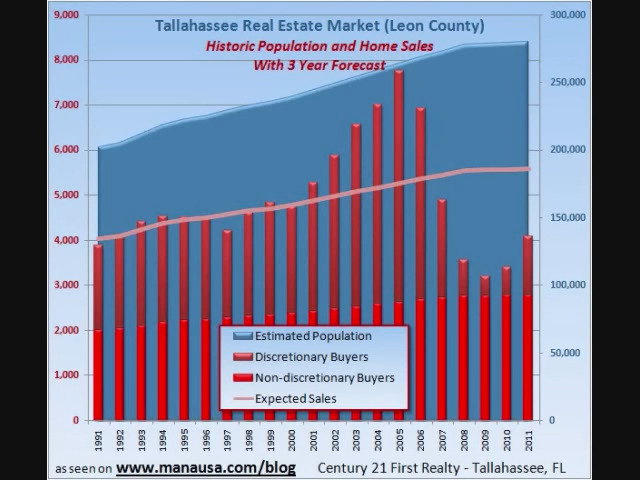 Tallahassee Real Estate Market (Leon County)
Historic Population and Home Sales
With 3 Year Forecast
9,000
8,000
7,000
6,000
5,000
4,000
3,000
2,000
1,000
0
300,000
250,000
200,000
150,000
100,000
50,000
0
Estimated Population
Discretionary Buyers
Non-discretionary Buyers
Expected Sales
1991 1992 1993 1994 1995 1996 1997 1998 1999 2000 2001 2002 2003 2004 2005 2006 2007 2008 2009 2010 2011
as seen on www.manausa.com/blog Century 21 First Realty - Tallahassee, FL